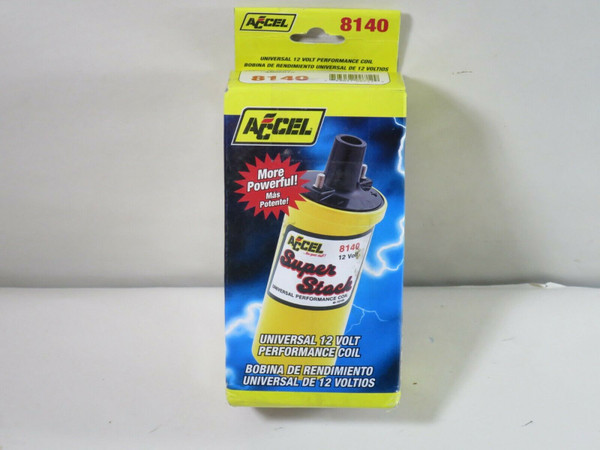 ACCEL
8140
UNIVERSAL 12 VOLT PERFORMANCE COIL
BOBINA DE RENDIMIENTO UNIVERSAL DE 12 VOLTIOS
8140
ACCEL
More
Powerful!
Más
Potente!
ACCEL
8140
12 Volt
Super
Stock
UNIVERSAL PERFORMANCE COIL
UNIVERSAL 12 VOLT
PERFORMANCE COIL
BOBINA DE RENDIMIENTO
UNIVERSAL DE 12 VOLTIOS